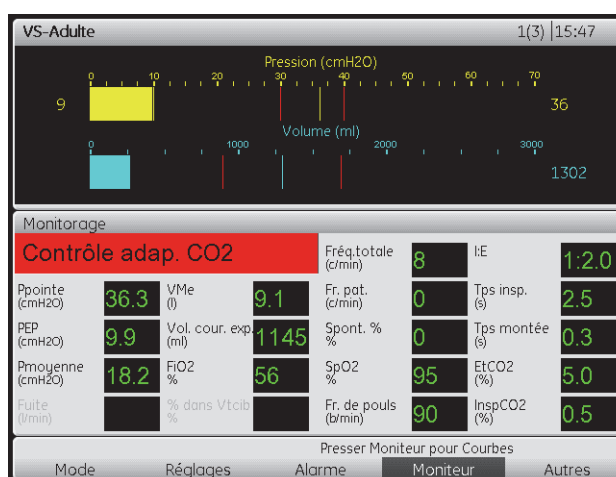 VS-Adulte 1(3) 15:47
Pression (cmH2O)
0 10 20 30 40 50 60 70
9 36
Volume (ml)
0 1000 2000 3000
1302
Monitorage
Contrôle adap. CO2
Fréq.totale (c/min) 8 I:E 1:2.0
Ppointe (cmH2O) 36.3 VMe (l) 9.1 Fr. pat. (c/min) 0 Tps insp. (s) 2.5
PEP (cmH2O) 9.9 Vol. cour. exp. (ml) 1145 Spont. % % 0 Tps montée (s) 0.3
Pmoyenne (cmH2O) 18.2 FiO2 % 56 SpO2 % 95 EtCO2 (%) 5.0
Fuite (l/min) % dans Vtcib % Fr. de pouls (b/min) 90 InspCO2 (%) 0.5
Presser Moniteur pour Courbes
Mode Réglages Alarme Moniteur Autres